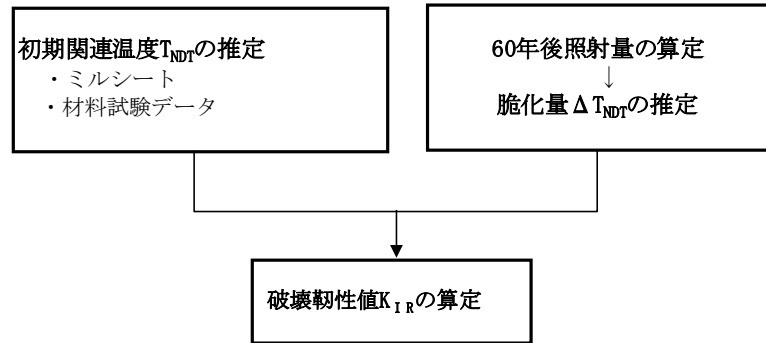 初期関連温度TNDTの推定
・ミルシート
・材料試験データ
60年後照射量の算定
↓
脆化量ΔTNDTの推定
破壊靭性値KIRの算定